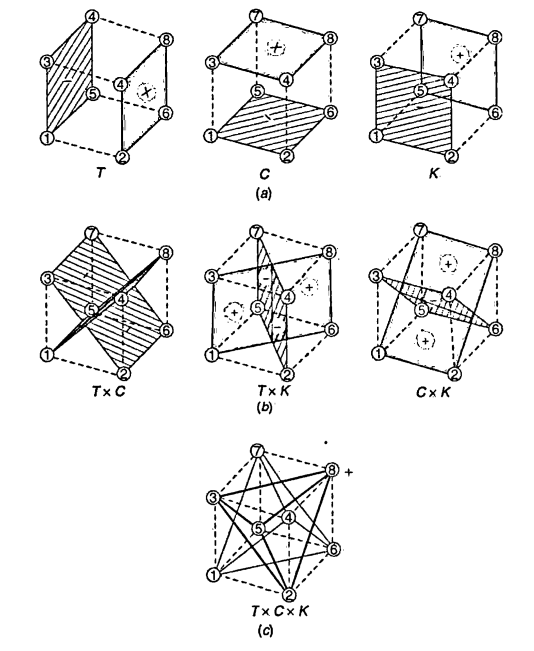 4 8 3 4 + − 5 6 1 2
T
7 + 8 3 4 5 6 1 2
C
7 8 + 3 4 5 6 1 2
K
(a)
7 8 3 4 5 6 1 2
T × C
7 8 3 4 + − + 5 6 1 2
T × K
7 8 + 3 4 − 5 6 + 1 2
C × K
(b)
7 8 + 3 4 5 6 1 2
T × C × K
(c)